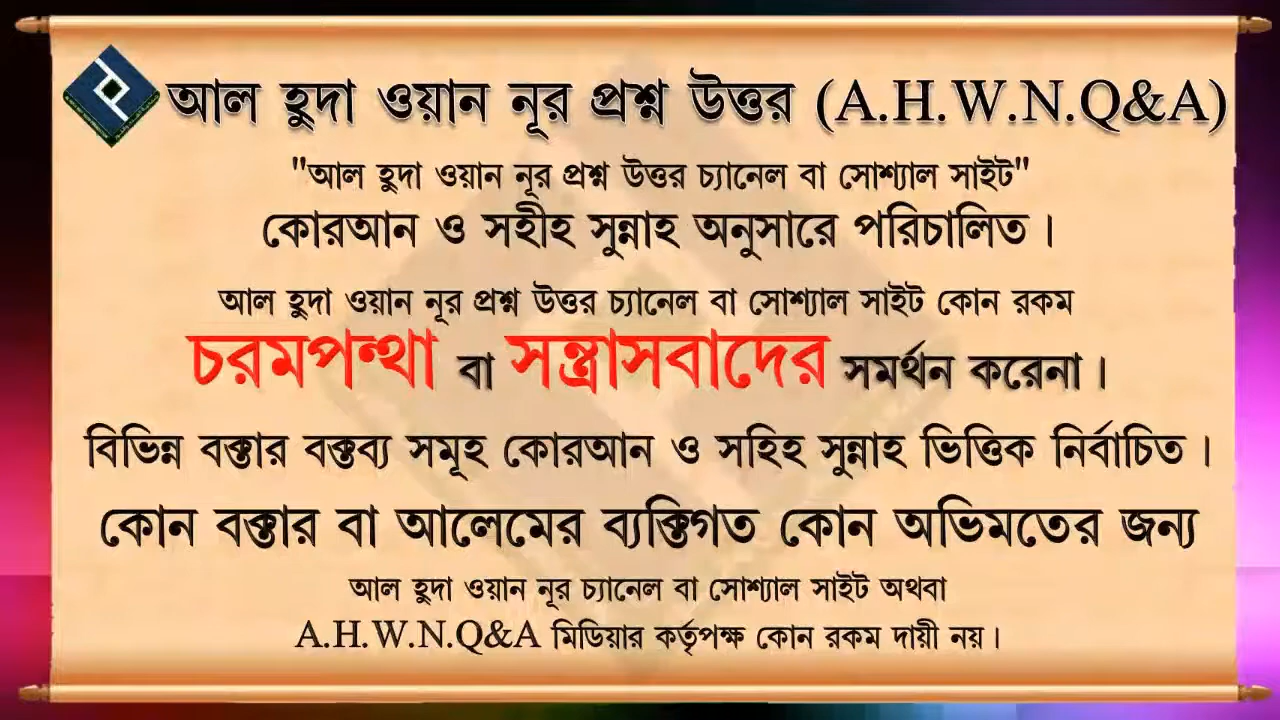 আল হুদা ওয়ান নূর প্রশ্ন উত্তর (A.H.W.N.Q&A)
"আল হুদা ওয়ান নূর প্রশ্ন উত্তর চ্যানেল বা সোশ্যাল সাইট"
কোরআন ও সহীহ সুন্নাহ অনুসারে পরিচালিত।
আল হুদা ওয়ান নূর প্রশ্ন উত্তর চ্যানেল বা সোশ্যাল সাইট কোন রকম
চরমপন্থা বা সন্ত্রাসবাদের সমর্থন করেনা।
বিভিন্ন বক্তার বক্তব্য সমূহ কোরআন ও সহিহ সুন্নাহ ভিত্তিক নির্বাচিত।
কোন বক্তার বা আলেমের ব্যক্তিগত কোন অভিমতের জন্য
আল হুদা ওয়ান নূর চ্যানেল বা সোশ্যাল সাইট অথবা
A.H.W.N.Q&A মিডিয়ার কর্তৃপক্ষ কোন রকম দায়ী নয়।